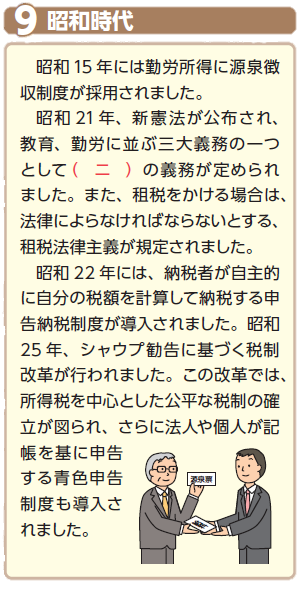 9 昭和時代
昭和15年には勤労所得に源泉徴
収制度が採用されました。
昭和21年、新憲法が公布され、
教育、勤労に並ぶ三大義務の一つ
として（ 二 ）の義務が定められ
ました。また、租税をかける場合は、
法律によらなければならないとする、
租税法律主義が規定されました。
昭和22年には、納税者が自主的
に自分の税額を計算して納税する申
告納税制度が導入されました。昭和
25年、シャウプ勧告に基づく税制
改革が行われました。この改革では、
所得税を中心とした公平な税制の確
立が図られ、さらに法人や個人が記
帳を基に申告
する青色申告
制度も導入さ
れました。
源泉票